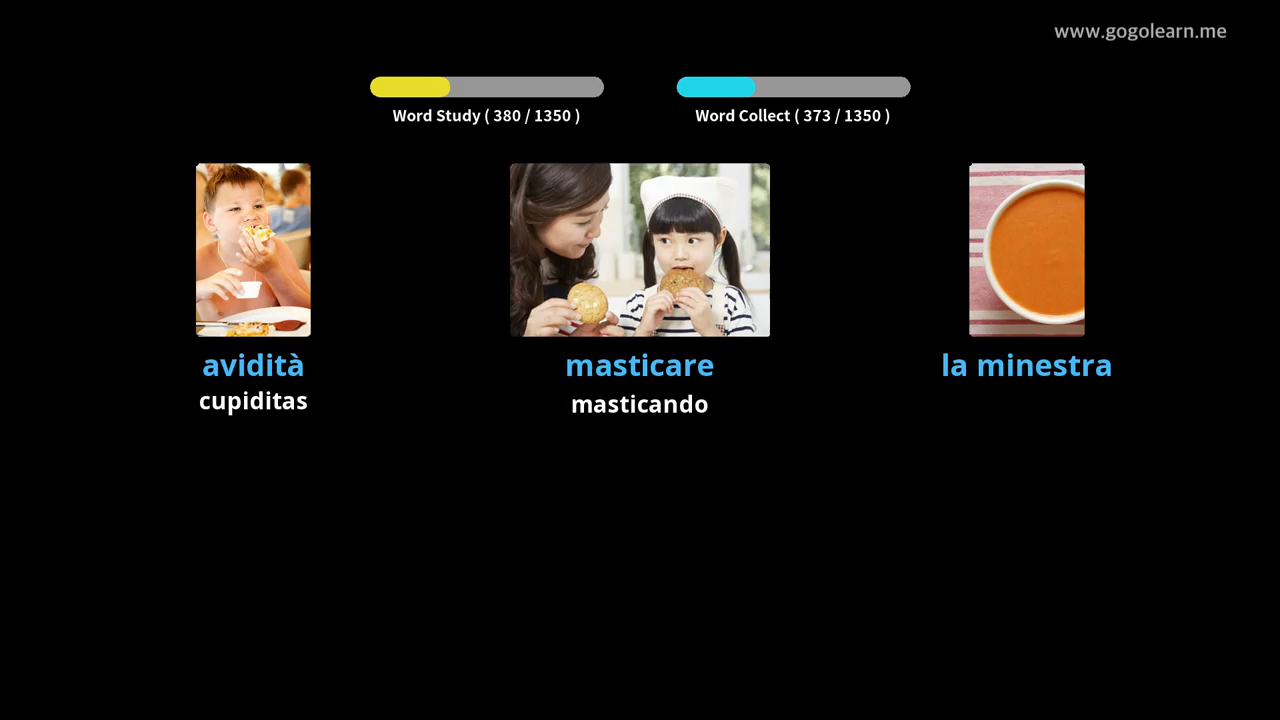 www.gogolearn.me
Word Study ( 380 / 1350 )
Word Collect ( 373 / 1350 )
avidità
cupiditas
masticare
masticando
la minestra